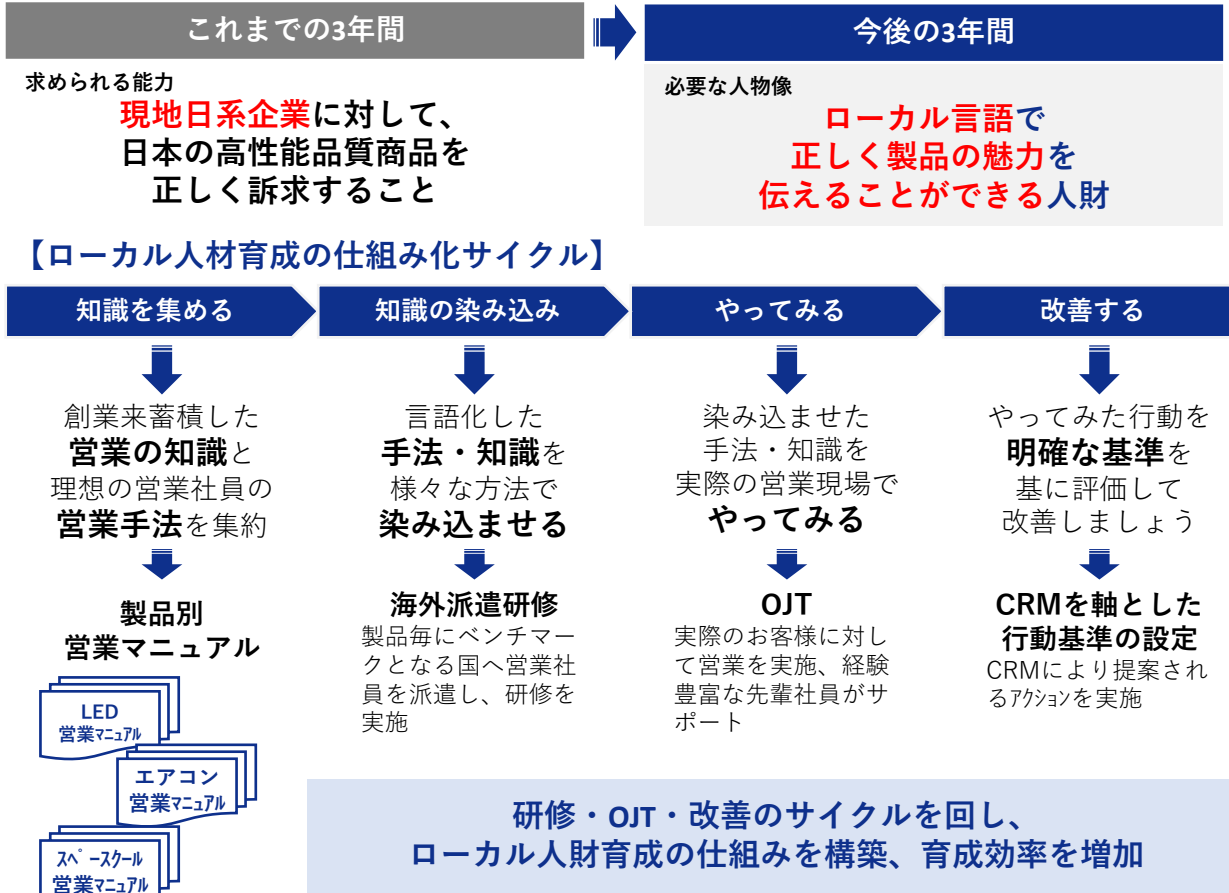 これまでの3年間
今後の3年間
求められる能力
現地日系企業に対して、
日本の高性能品質商品を
正しく訴求すること
必要な人物像
ローカル言語で
正しく製品の魅力を
伝えることができる人財
【ローカル人材育成の仕組み化サイクル】
知識を集める
知識の染み込み
やってみる
改善する
創業来蓄積した
営業の知識と
理想の営業社員の
営業手法を集約
言語化した
手法・知識を
様々な方法で
染み込ませる
染み込ませた
手法・知識を
実際の営業現場で
やってみる
やってみた行動を
明確な基準を
基に評価して
改善しましょう
製品別
営業マニュアル
海外派遣研修
製品毎にベンチマー
クとなる国へ営業社
員を派遣し、研修を
実施
OJT
実際のお客様に対し
て営業を実施、経験
豊富な先輩社員がサ
ポート
CRMを軸とした
行動基準の設定
CRMにより提案され
るｱｸｼｮﾝを実施
LED
営業ﾏﾆｭｱﾙ
エアコン
営業ﾏﾆｭｱﾙ
ｽﾍﾟｰｽｸｰﾙ
営業ﾏﾆｭｱﾙ
研修・OJT・改善のサイクルを回し、
ローカル人財育成の仕組みを構築、育成効率を増加